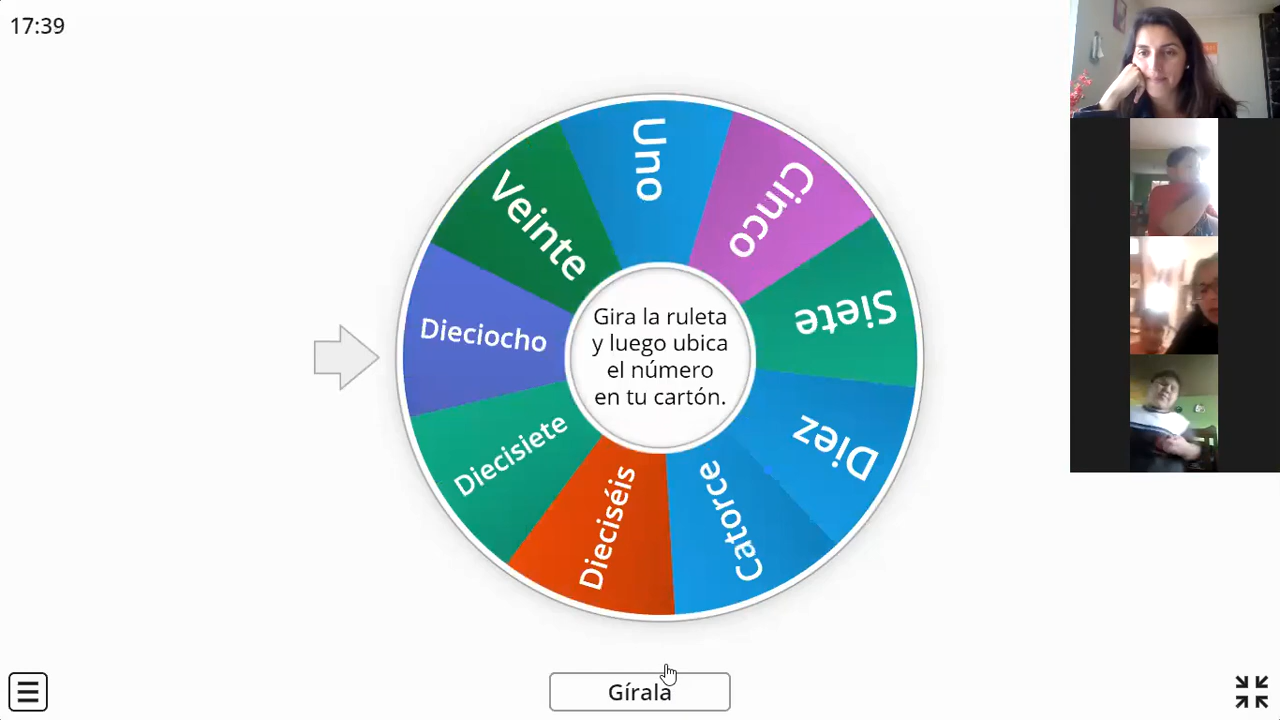 17:39
Uno
Cinco
Siete
Diez
Catorce
Dieciséis
Diecisiete
Dieciocho
Veinte
Gira la ruleta
y luego ubica
el número
en tu cartón.
Gírala